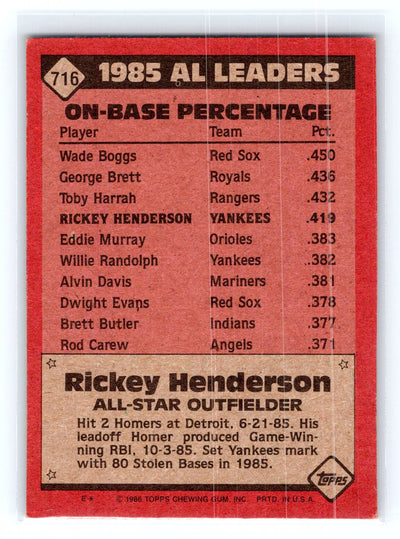 716
1985 AL LEADERS
ON-BASE PERCENTAGE
Player Team Pct.
Wade Boggs Red Sox .450
George Brett Royals .436
Toby Harrah Rangers .432
RICKEY HENDERSON YANKEES .419
Eddie Murray Orioles .383
Willie Randolph Yankees .382
Alvin Davis Mariners .381
Dwight Evans Red Sox .378
Brett Butler Indians .377
Rod Carew Angels .371
Rickey Henderson
ALL-STAR OUTFIELDER
Hit 2 Homers at Detroit, 6-21-85. His
leadoff Homer produced Game-Win-
ning RBI, 10-3-85. Set Yankees mark
with 80 Stolen Bases in 1985.
topps
E* © 1986 TOPPS CHEWING GUM, INC. PRTD. IN U.S.A.